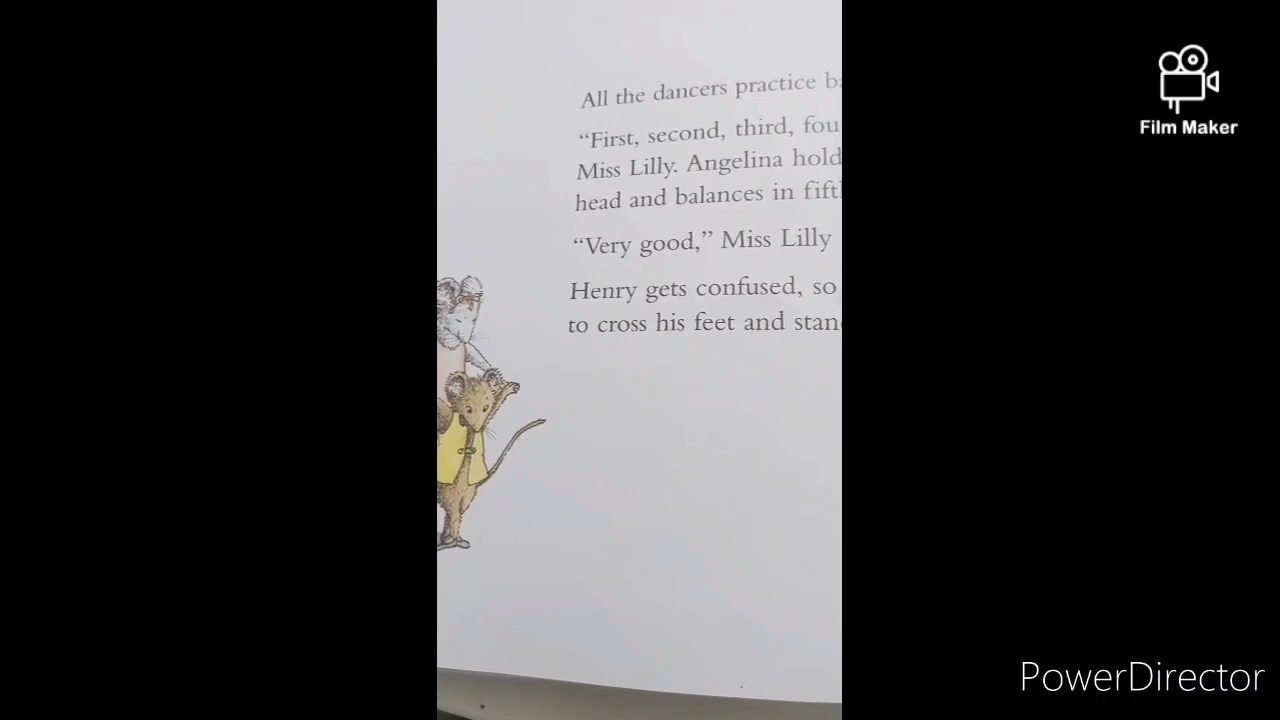 All the dancers practice
"First, second, third,
Miss Lilly. Angelina
head and balances in
"Very good," Miss Lilly
Henry gets confused, so
to cross his feet and
Film Maker
PowerDirector